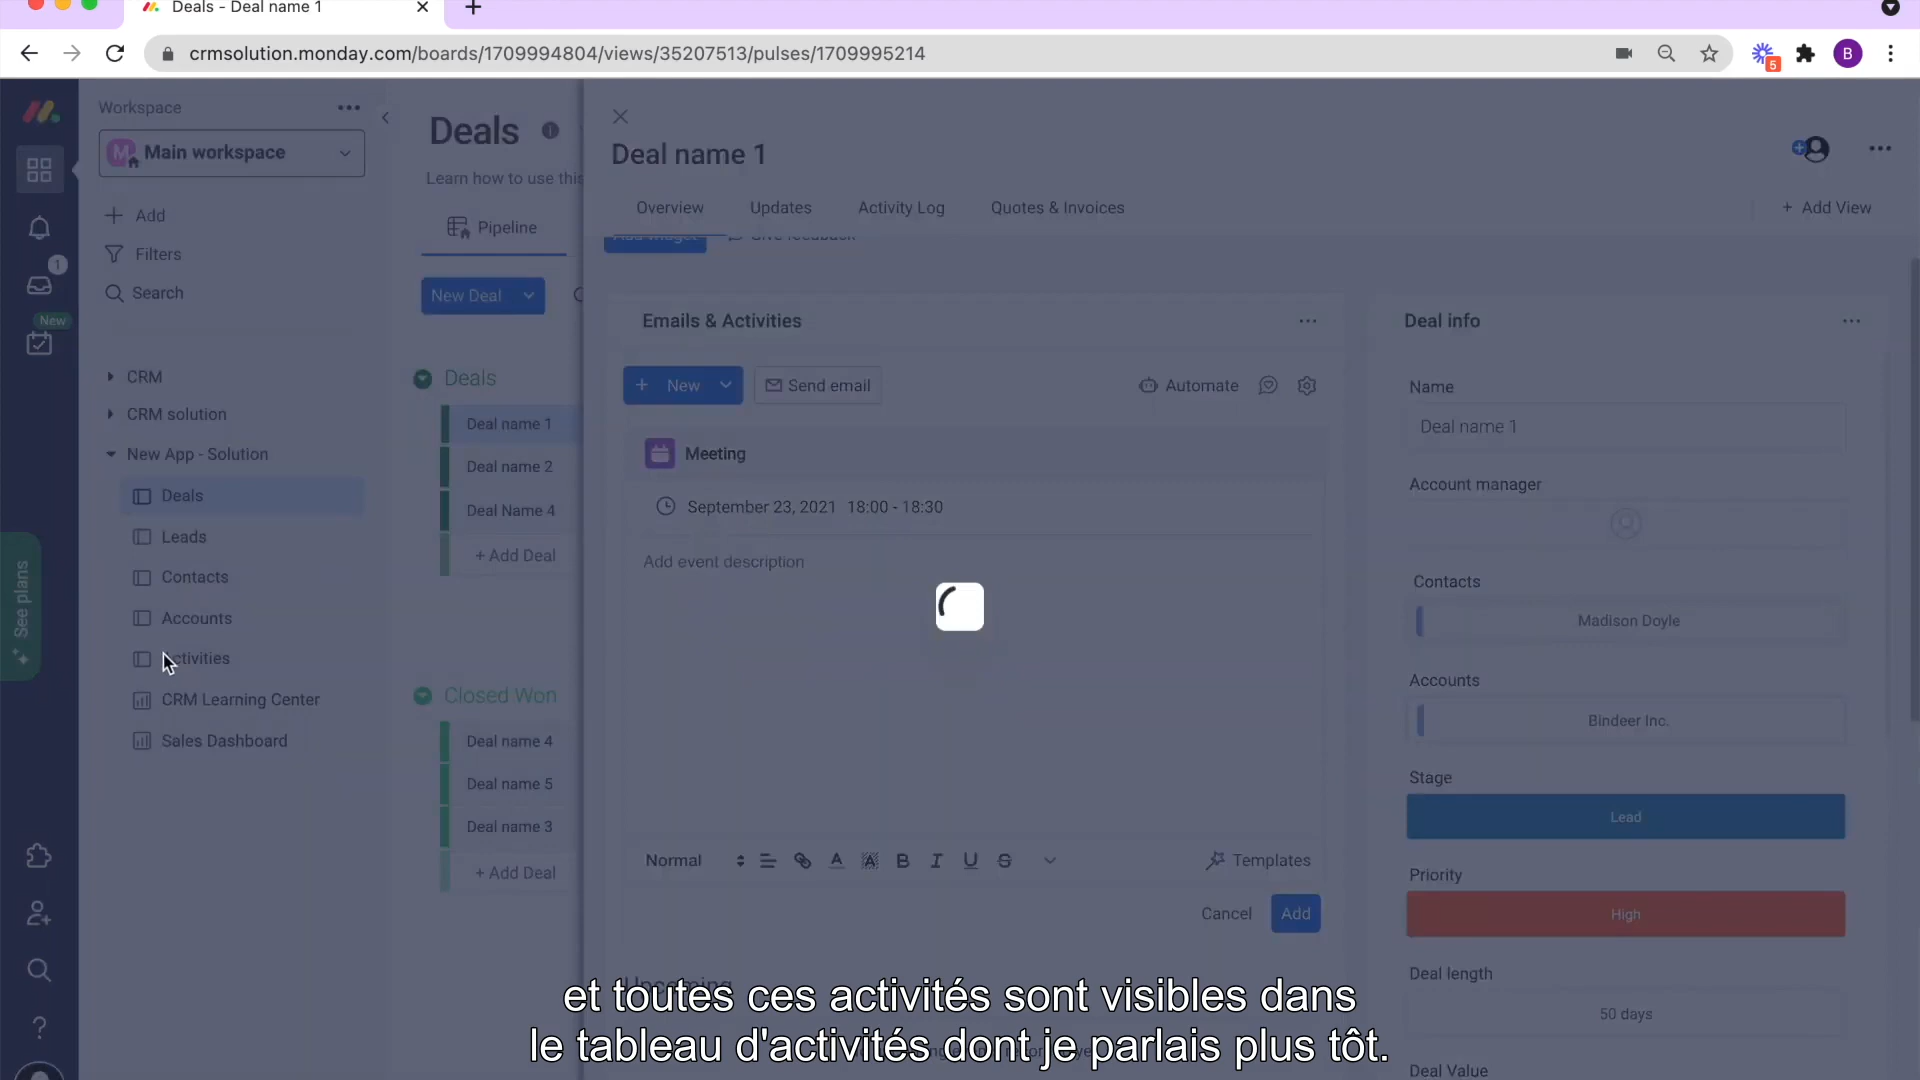 Deals - Deal name 1
crmsolution.monday.com/boards/1709994804/views/35207513/pulses/1709995214
5
B
Workspace
M
Main workspace
Add
Filters
Search
1
New
CRM
CRM solution
New App - Solution
Deals
Leads
Contacts
Accounts
CRM Learning Center
Sales Dashboard
See plans
Deals
Learn how to use this
Pipeline
New Deal
Deals
Deal name 1
Deal name 2
Deal Name 4
+ Add Deal
Closed Won
Deal name 4
Deal name 5
Deal name 3
+ Add Deal
Deal name 1
Overview
Updates
Activity Log
Quotes & Invoices
+ Add View
Add widget
Give feedback
Emails & Activities
+ New
Send email
Automate
Meeting
September 23, 2021 18:00 - 18:30
Add event description
Normal
A
A
B
I
U
S
Templates
Cancel
Add
Upcoming
Deal info
Name
Deal name 1
Account manager
Contacts
Madison Doyle
Accounts
Bindeer Inc.
Stage
Lead
Priority
High
Deal length
50 days
Deal Value
et toutes ces activités sont visibles dans
le tableau d'activités dont je parlais plus tôt.